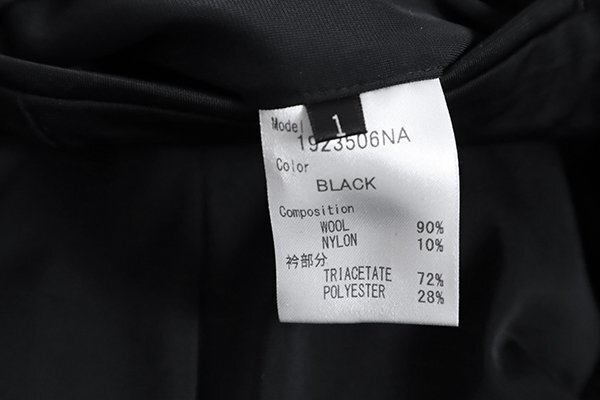 Model
1
1923506NA
Color
BLACK
Composition
WOOL 90%
NYLON 10%
衿部分
TRIACETATE 72%
POLYESTER 28%